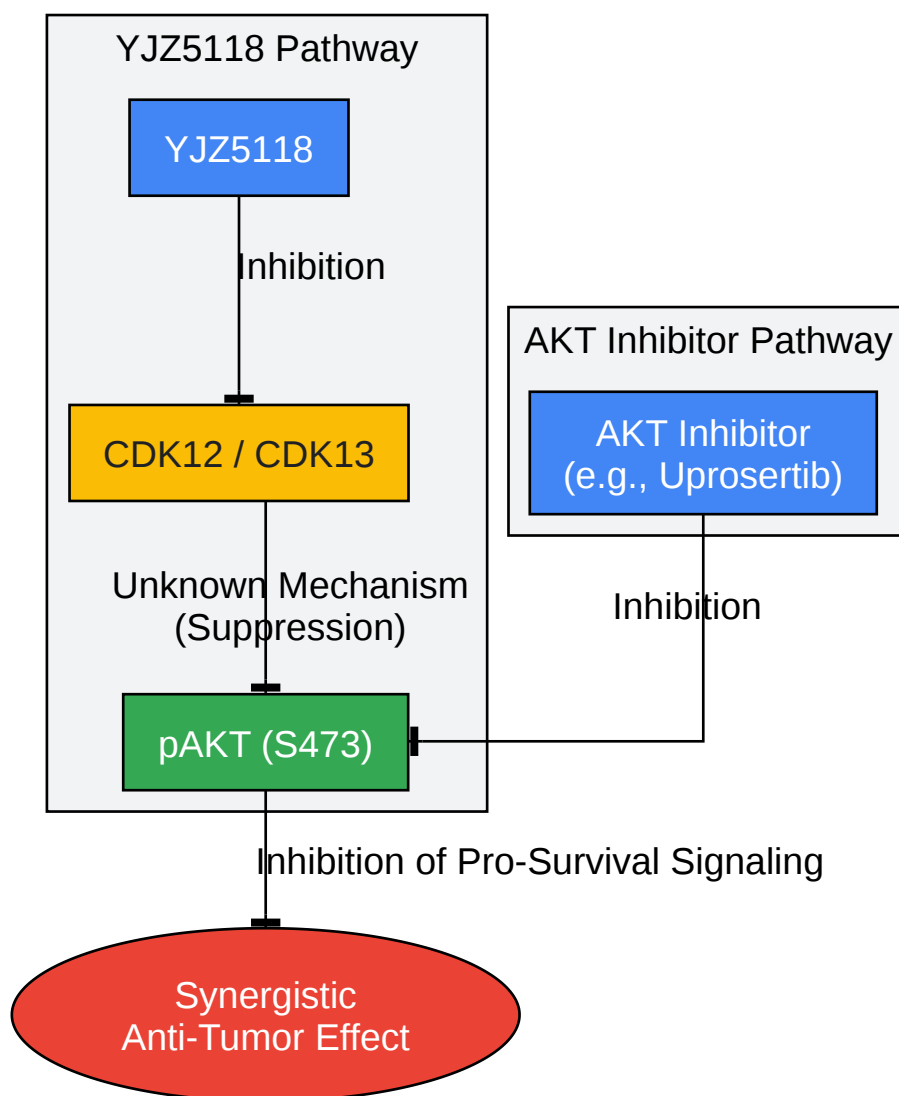 YJZ5118 Pathway
YJZ5118
Inhibition
CDK12 / CDK13
Unknown Mechanism
(Suppression)
pAKT (S473)
AKT Inhibitor Pathway
AKT Inhibitor
(e.g., Uprosertib)
Inhibition
Inhibition of Pro-Survival Signaling
Synergistic
Anti-Tumor Effect